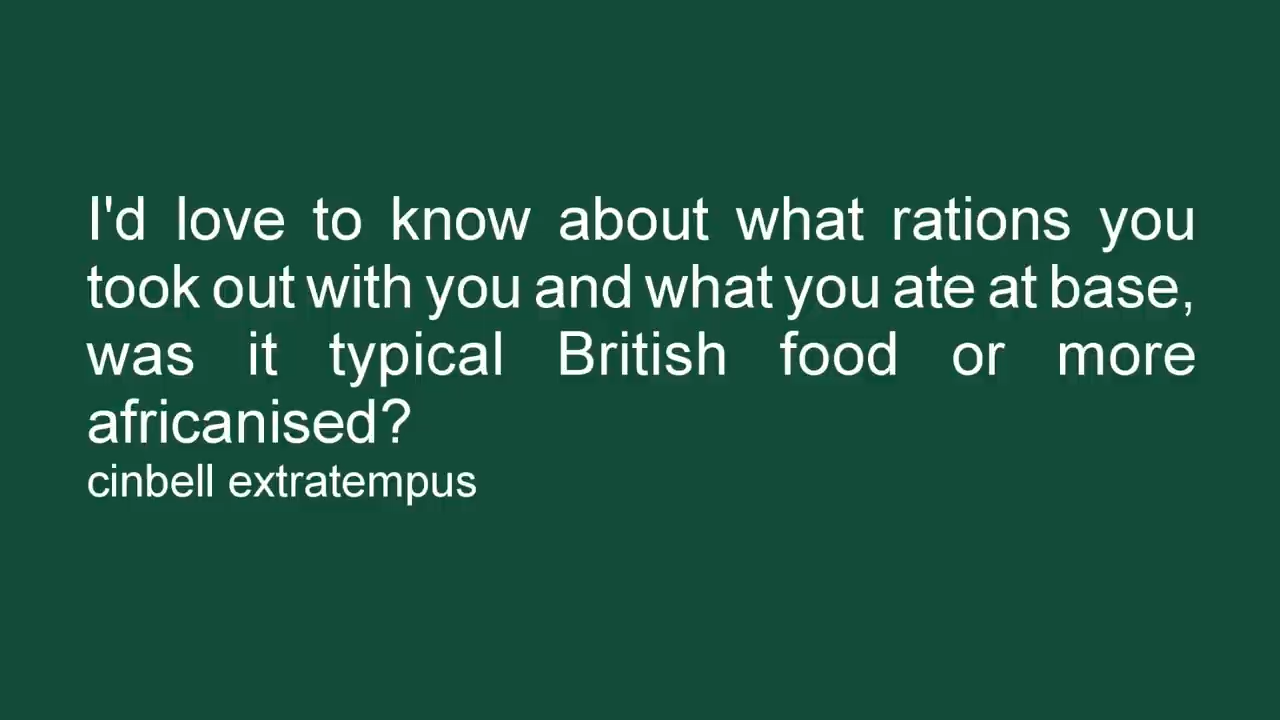 I'd love to know about what rations you
took out with you and what you ate at base,
was it typical British food or more
africanised?
cinbell extratempus